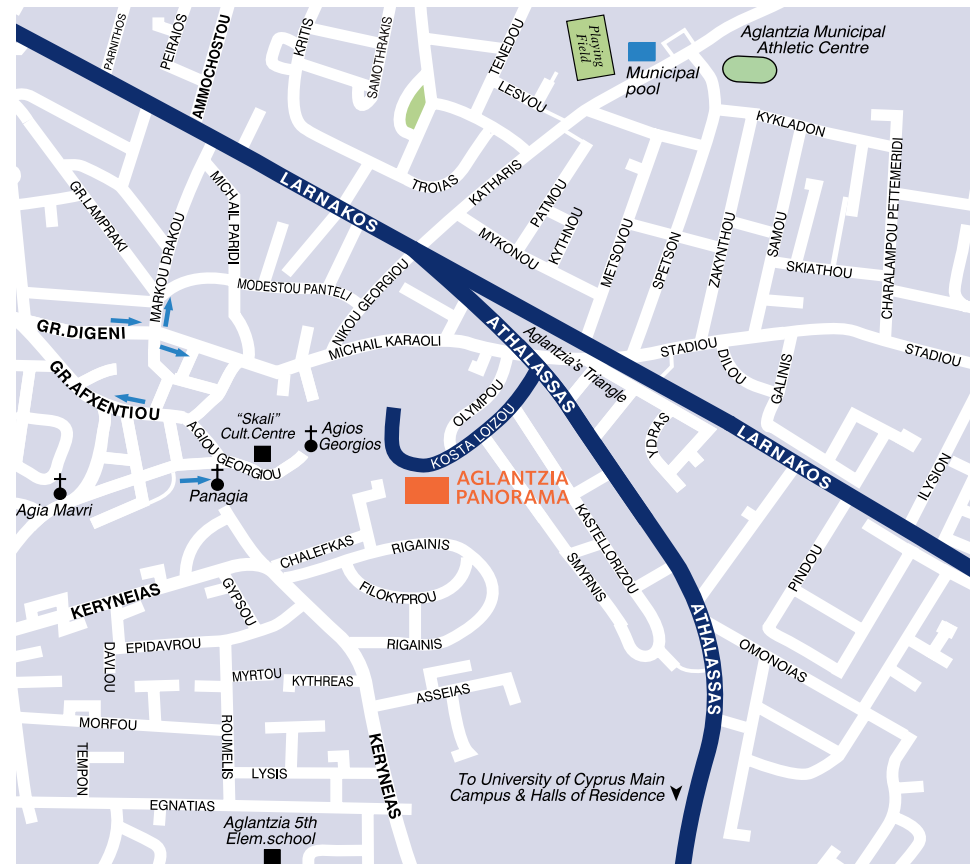 PARNITHOS
PEIRAIOS
AMMOCHOSTOU
KRITIS
SAMOTHRAKIS
TENEDOU
LESVOU
Playing
Field
Municipal
pool
Aglantzia Municipal
Athletic Centre
KYKLADON
CHARALAMPOU PETTEMERIDI
GR.LAMPRAKI
MARKOU DRAKOU
MICHAIL PARIDI
LARNAKOS
TROIAS
KATHARIS
PATMOU
KYTHNOU
MYKONOU
METSOVOU
SPETSON
ZAKYNTHOU
SAMOU
SKIATHOU
MODESTOU PANTELI
NIKOU GEORGIOU
MICHAIL KARAOLI
GR.DIGENI
GR.AFXENTIOU
ATHALASSAS
Aglantzia's Triangle
STADIOU
DILOU
GALINIS
STADIOU
"Skali"
Cult.Centre
Agios
Georgios
AGIOU GEORGIOU
Panagia
Agia Mavri
OLYMPOU
KOSTA LOIZOU
YDRAS
LARNAKOS
ILYSION
AGLANTZIA
PANORAMA
KASTELLORIZOU
SMYRNIS
PINDOU
CHALEFKAS
RIGAINIS
FILOKYPROU
RIGAINIS
KERYNEIAS
GYPSOU
EPIDAVROU
DAVLOU
MYRTOU
KYTHREAS
ASSEIAS
ATHALASSAS
OMONOIAS
MORFOU
TEMPON
ROUMELIS
LYSIS
KERYNEIAS
EGNATIAS
To University of Cyprus Main
Campus & Halls of Residence
Aglantzia 5th
Elem.school